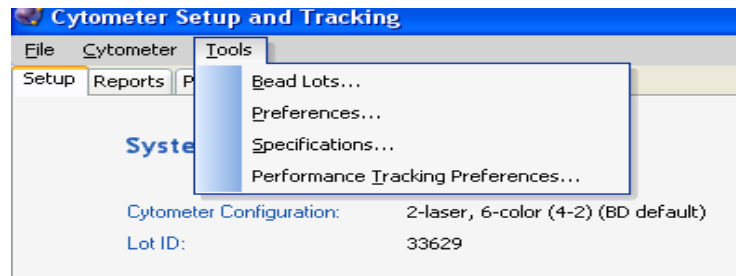 Cytometer Setup and Tracking
File Cytometer Tools
Setup Reports P
Bead Lots...
Preferences...
Syste
Specifications...
Performance Tracking Preferences...
Cytometer Configuration: 2-laser, 6-color (4-2) (BD default)
Lot ID: 33629